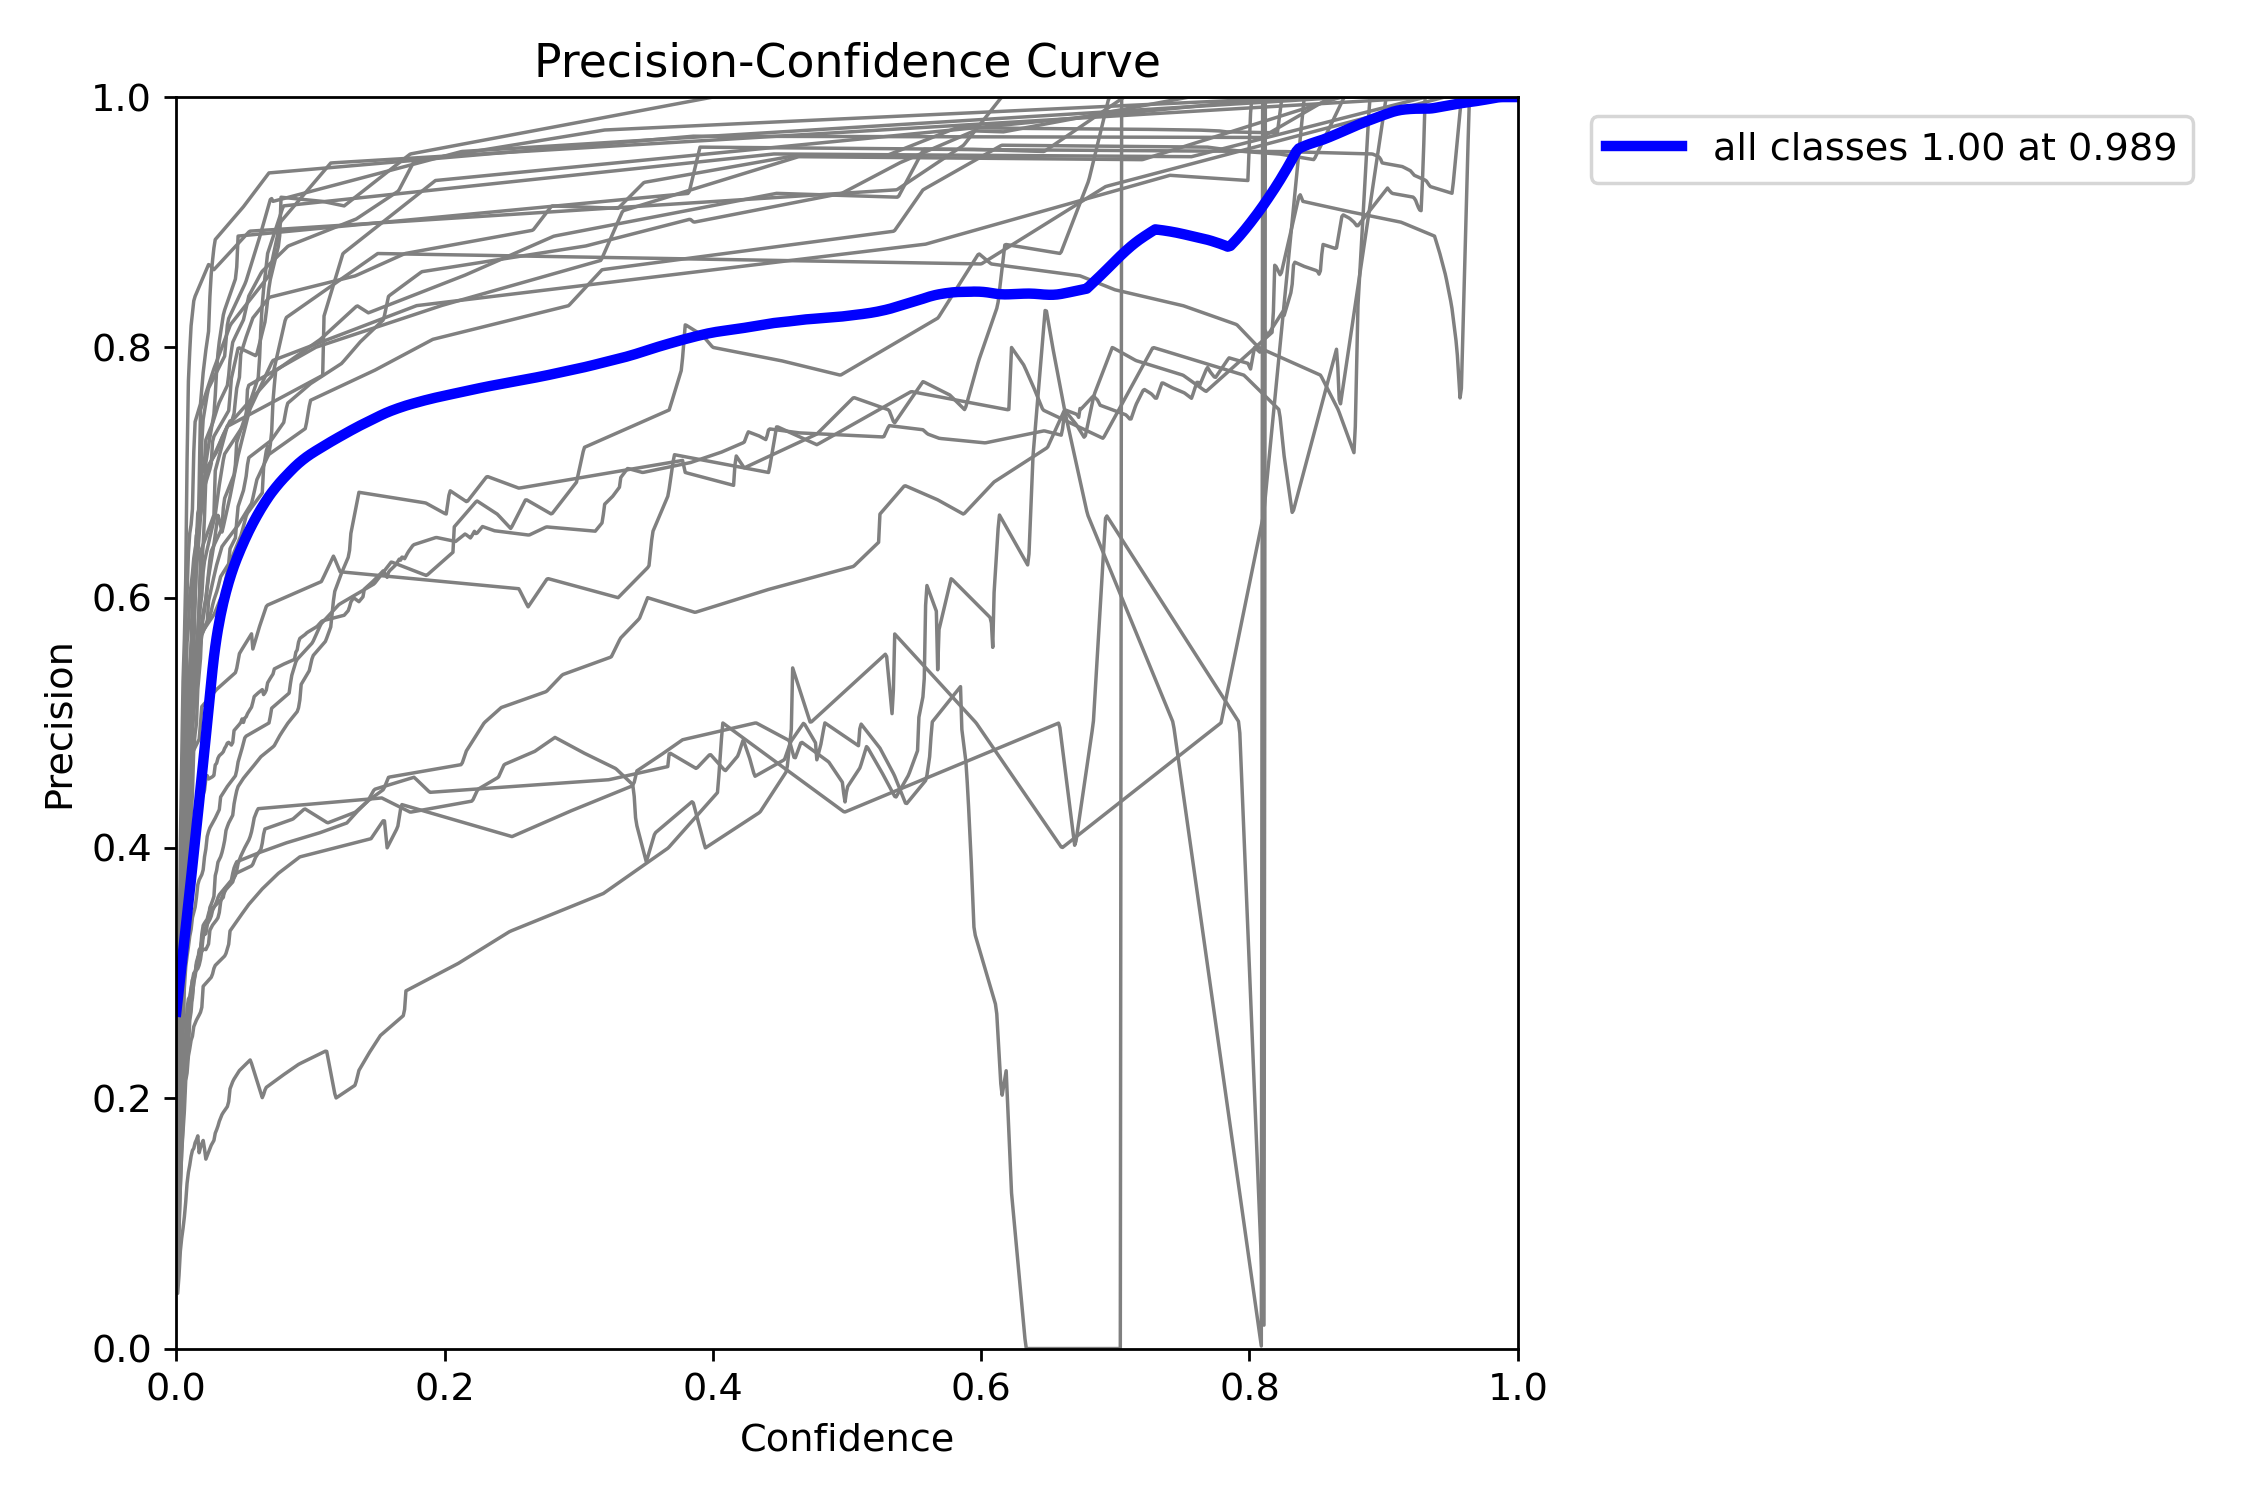 Precision-Confidence Curve
all classes 1.00 at 0.989
Precision
1.0
0.8
0.6
0.4
0.2
0.0
0.0 0.2 0.4 0.6 0.8 1.0
Confidence